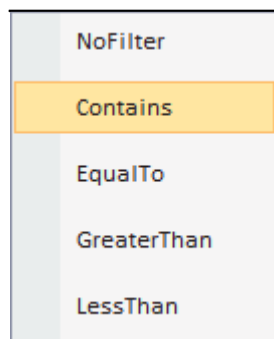 NoFilter
Contains
EqualTo
GreaterThan
LessThan